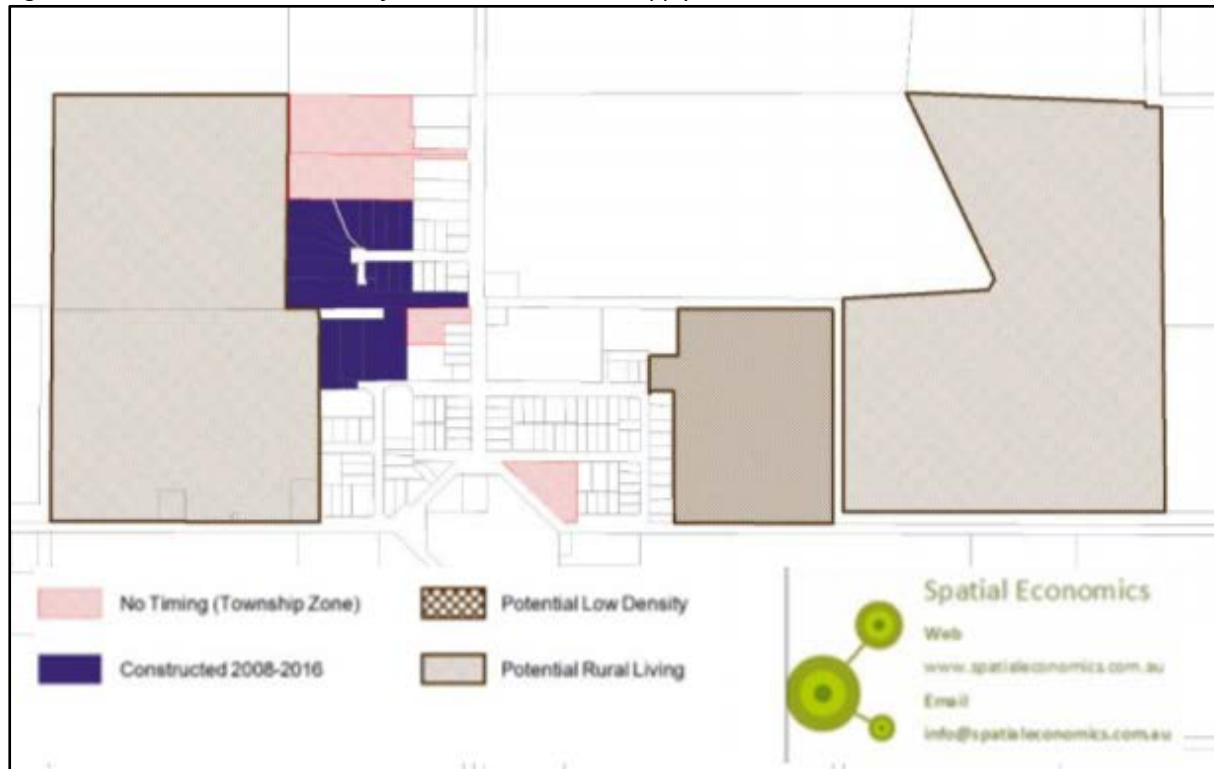 No Timing (Township Zone)
Constructed 2008-2016
Potential Low Density
Potential Rural Living
Spatial Economics
Web
www.spatialeconomics.com.au
Email
info@spatialeconomics.com.au